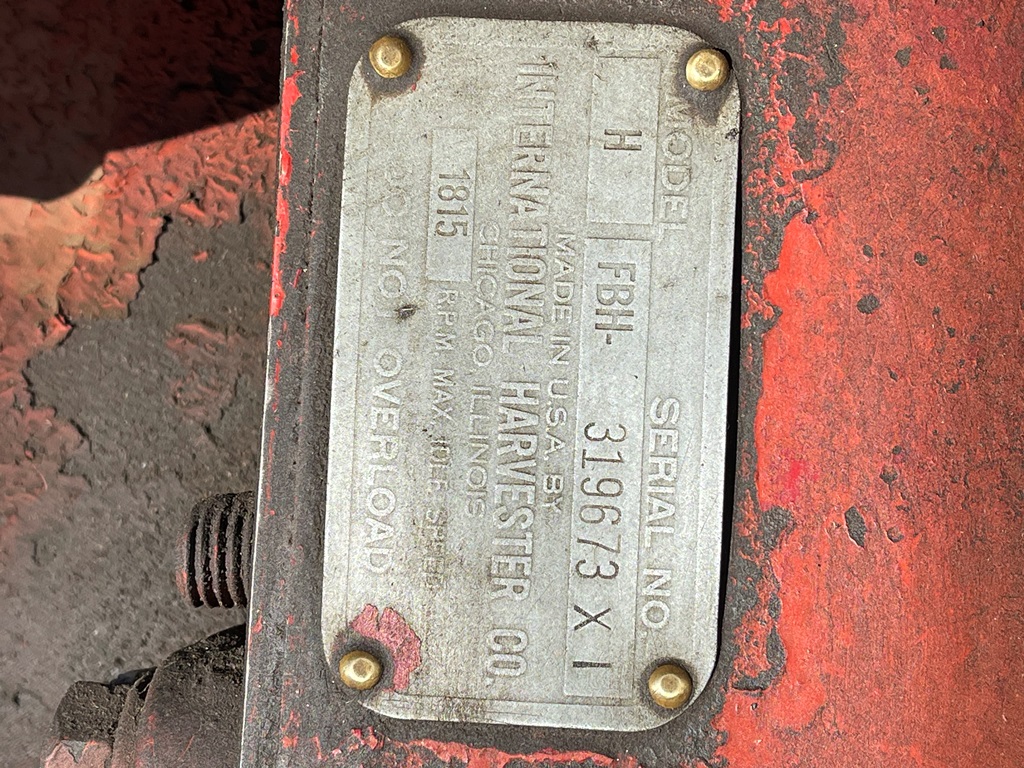 MODEL SERIAL NO.
H FBH- 319673 X 1
MADE IN U.S.A. BY
INTERNATIONAL HARVESTER CO.
CHICAGO, ILLINOIS
1815 R.P.M. MAX. IDLE SPEED
DO NOT OVERLOAD